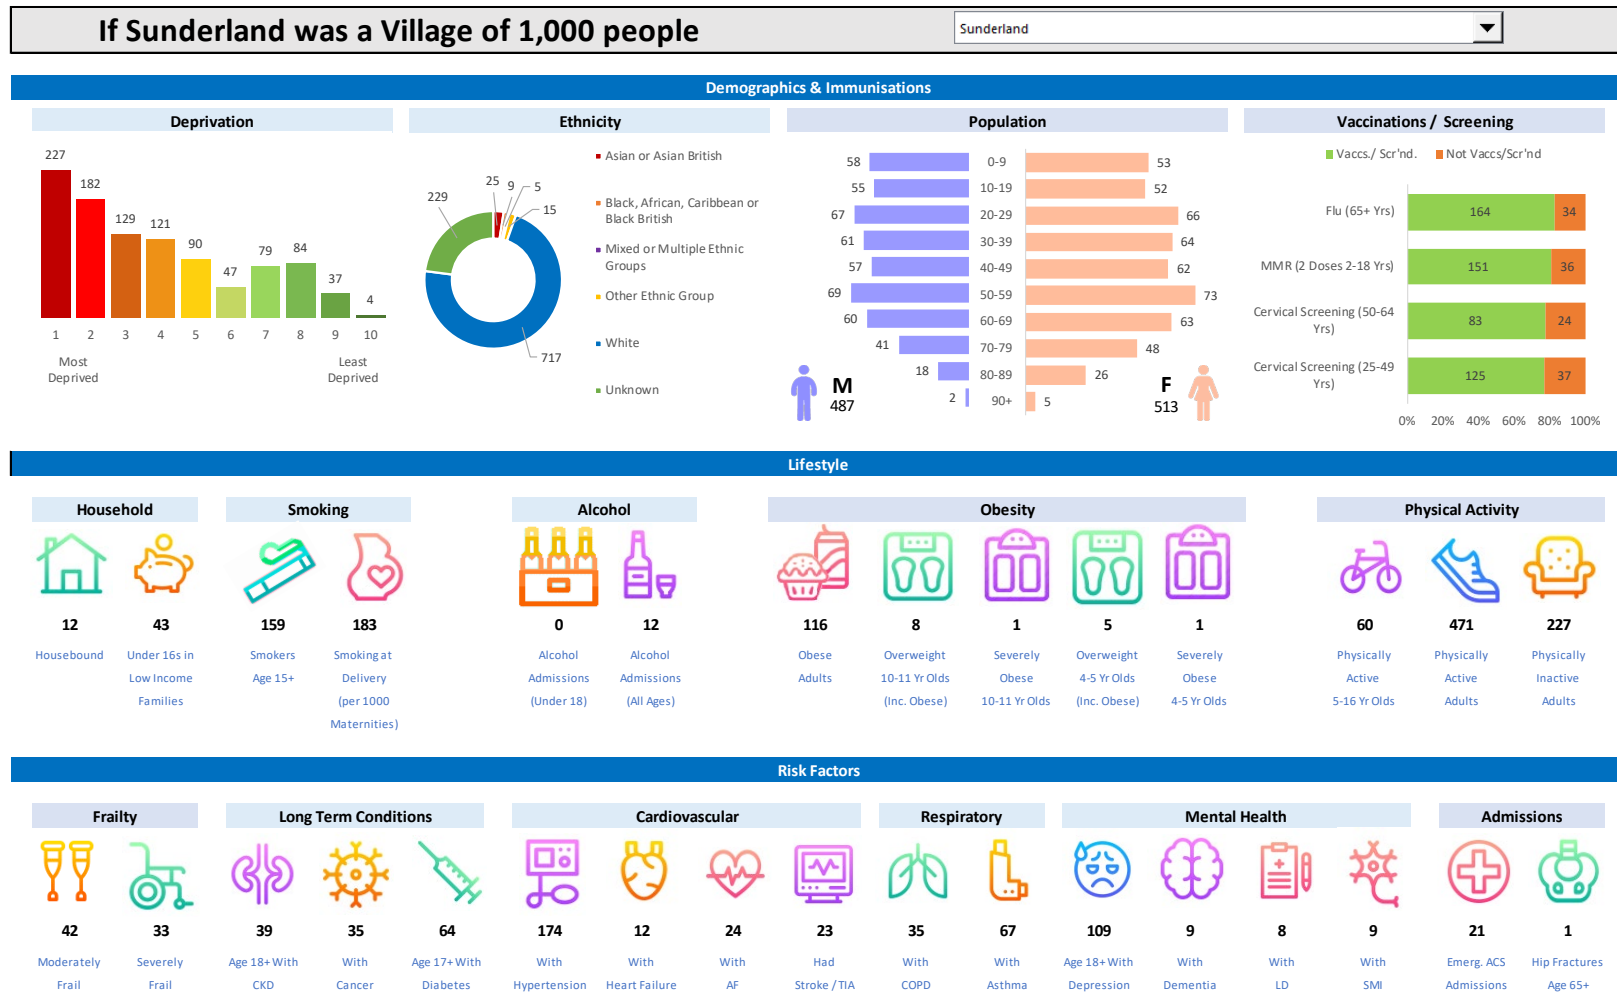 If Sunderland was a Village of 1,000 people
Sunderland
Demographics & Immunisations
Deprivation
227
182
129
121
90
47
79
84
37
4
1 2 3 4 5 6 7 8 9 10
Most Deprived
Least Deprived
Ethnicity
25
9
5
15
229
717
Asian or Asian British
Black, African, Caribbean or
Black British
Mixed or Multiple Ethnic
Groups
Other Ethnic Group
White
Unknown
Population
58 0-9 53
55 10-19 52
67 20-29 66
61 30-39 64
57 40-49 62
69 50-59 73
60 60-69 63
41 70-79 48
18 80-89 26
2 90+ 5
M
487
F
513
Vaccinations / Screening
Vaccs./ Scr'nd. Not Vaccs/Scr'nd
Flu (65+ Yrs) 164 34
MMR (2 Doses 2-18 Yrs) 151 36
Cervical Screening (50-64
Yrs) 83 24
Cervical Screening (25-49
Yrs) 125 37
0% 20% 40% 60% 80% 100%
Lifestyle
Household
12
Housebound
43
Under 16s in
Low Income
Families
Smoking
159
Smokers
Age 15+
183
Smoking at
Delivery
(per 1000
Maternities)
Alcohol
0
Alcohol
Admissions
(Under 18)
12
Alcohol
Admissions
(All Ages)
Obesity
116
Obese
Adults
8
Overweight
10-11 Yr Olds
(Inc. Obese)
1
Severely
Obese
10-11 Yr Olds
5
Overweight
4-5 Yr Olds
(Inc. Obese)
1
Severely
Obese
4-5 Yr Olds
Physical Activity
60
Physically
Active
5-16 Yr Olds
471
Physically
Active
Adults
227
Physically
Inactive
Adults
Risk Factors
Frailty
42
Moderately
Frail
33
Severely
Frail
Long Term Conditions
39
Age 18+ With
CKD
35
With
Cancer
64
Age 17+ With
Diabetes
Cardiovascular
174
With
Hypertension
12
With
Heart Failure
24
With
AF
23
Had
Stroke / TIA
Respiratory
35
With
COPD
67
With
Asthma
Mental Health
109
Age 18+ With
Depression
9
With
Dementia
8
With
LD
9
With
SMI
Admissions
21
Emerg. ACS
Admissions
1
Hip Fractures
Age 65+